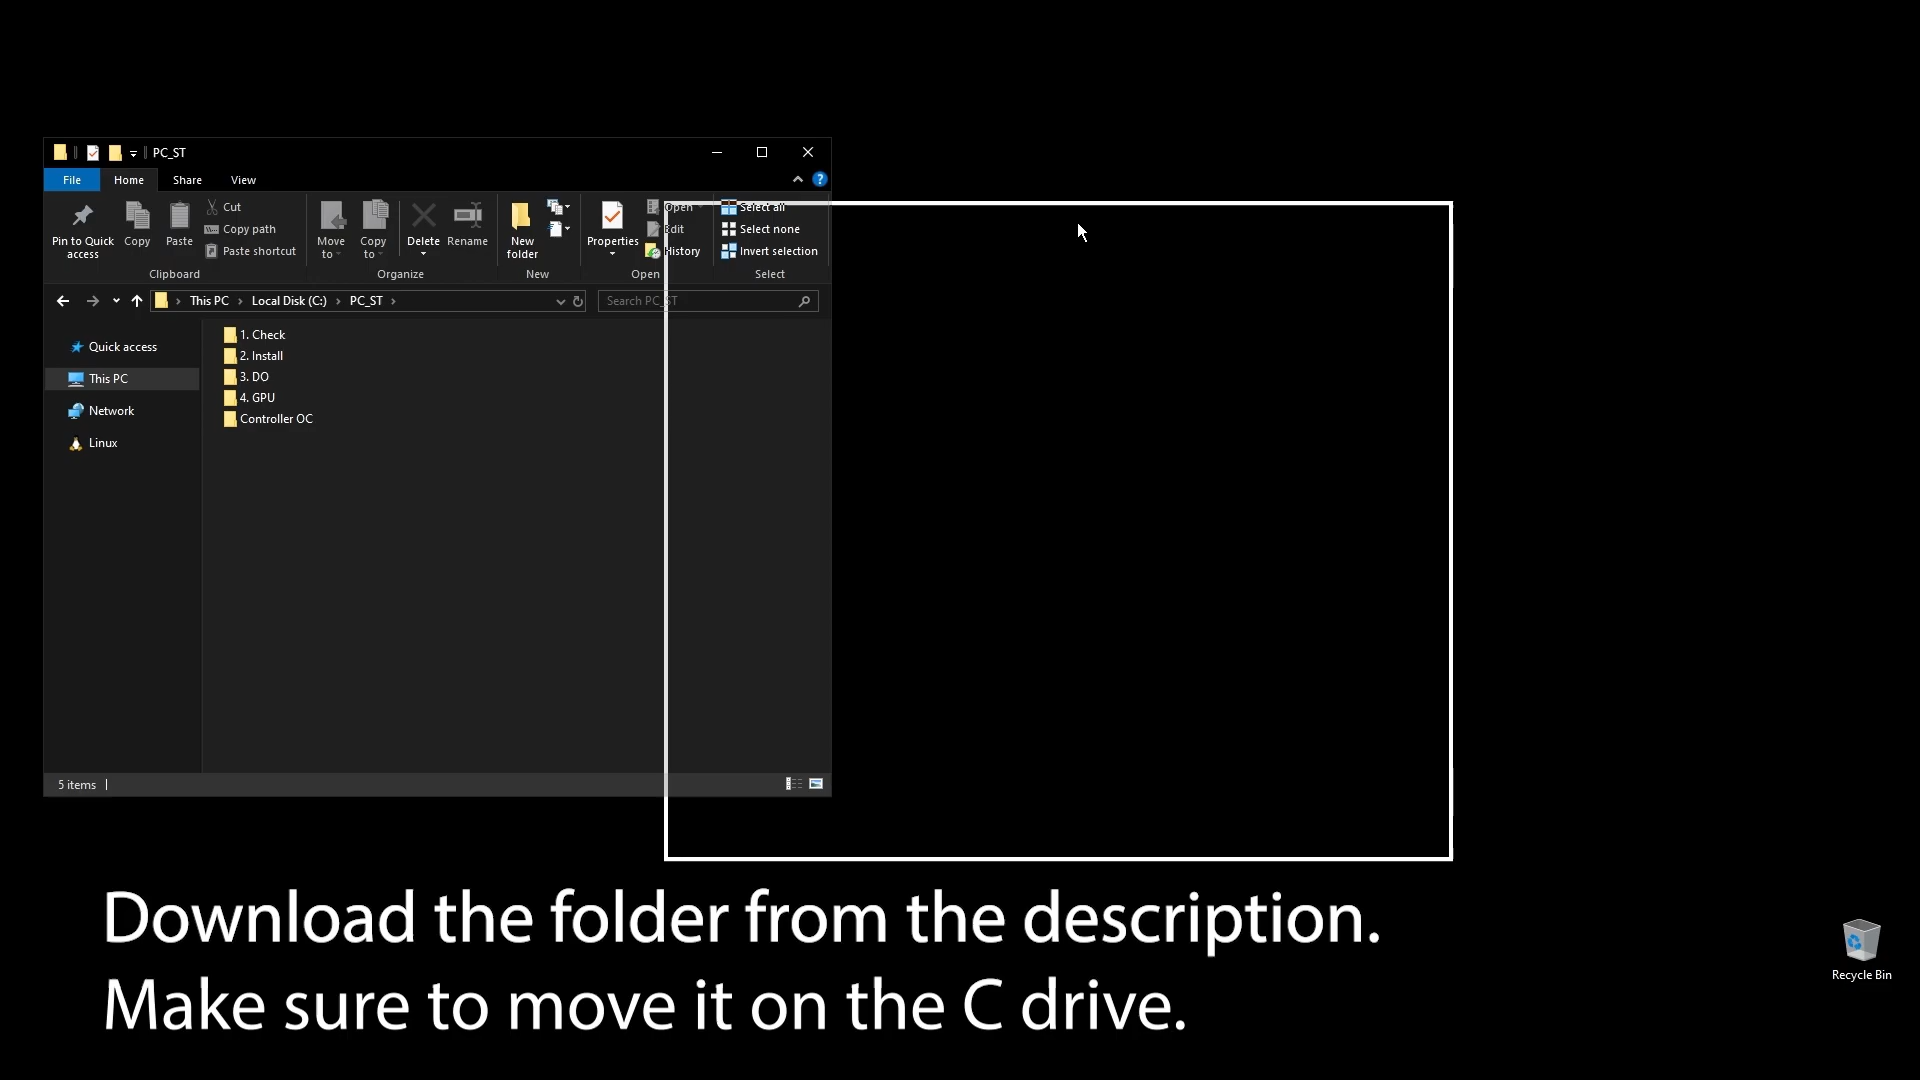 PC_ST
File Home Share View
Pin to Quick access
Copy
Paste
Cut
Copy path
Paste shortcut
Clipboard
Move to
Copy to
Delete
Rename
Organize
New folder
New
Properties
Open
Edit
History
Open
Select all
Select none
Invert selection
Select
This PC > Local Disk (C:) > PC_ST >
Search PC_ST
Quick access
This PC
Network
Linux
1. Check
2. Install
3. DO
4. GPU
Controller OC
5 items
Download the folder from the description.
Make sure to move it on the C drive.
Recycle Bin